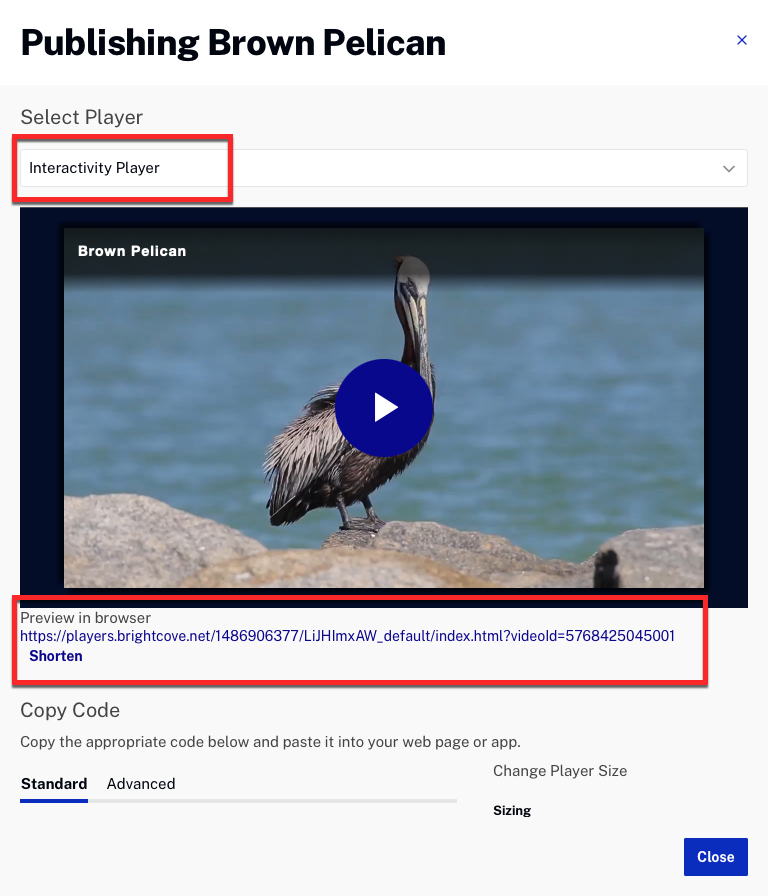 Publishing Brown Pelican
Select Player
Interactivity Player
Brown Pelican
Preview in browser
https://players.brightcove.net/1486906377/LiJHImxAW_default/index.html?videoId=5768425045001
Shorten
Copy Code
Copy the appropriate code below and paste it into your web page or app.
Standard Advanced
Change Player Size
Sizing
Close